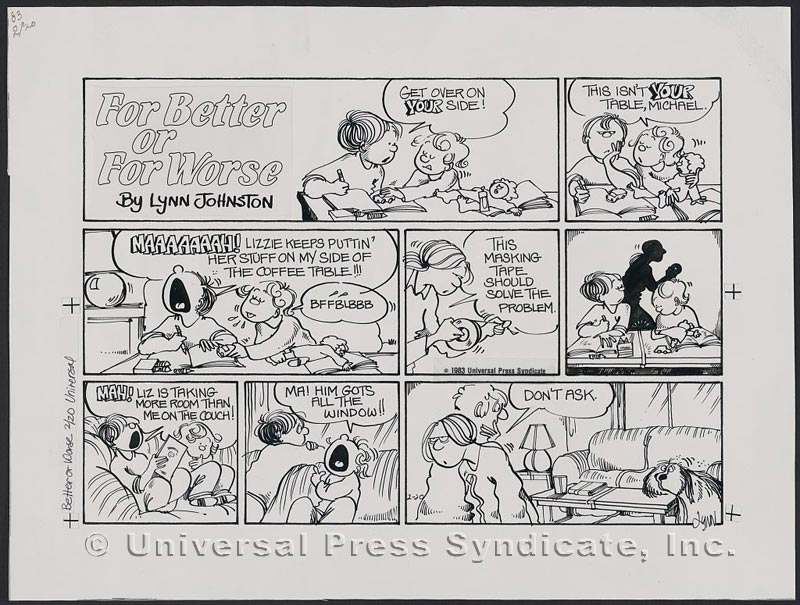 83
For Better
or
For Worse
By LYNN JOHNSTON
GET OVER ON
YOUR SIDE!
THIS ISN'T YOUR
TABLE, MICHAEL.
MAAAAAAAAH! LIZZIE KEEPS PUTTIN'
HER STUFF ON MY SIDE OF
THE COFFEE TABLE!!!
BFFBLBBB
THIS
MASKING
TAPE
SHOULD
SOLVE THE
PROBLEM.
© 1983 Universal Press Syndicate
MAH! LIZ IS TAKING
MORE ROOM THAN
ME ON THE COUCH!
MA! HIM GOTS
ALL THE
WINDOW!!
DON'T ASK.
2-20
Lynn
Better or Worse 2/20 Universal
© Universal Press Syndicate, Inc.